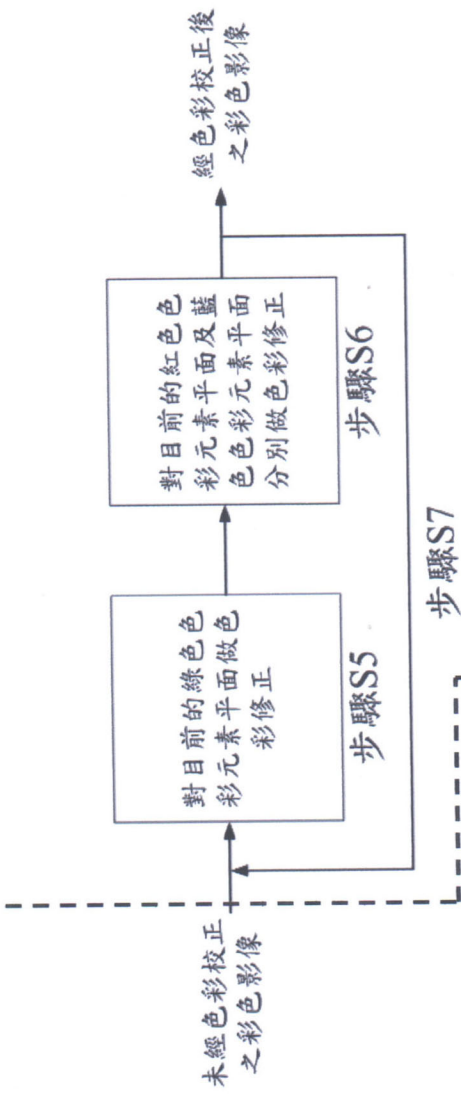 未經色彩校正
之彩色影像
對目前的綠色色
彩元素平面做色
彩修正
步驟S5
對目前的紅色色
彩元素平面及藍
色色彩元素平面
分別做色彩修正
步驟S6
經色彩校正後
之彩色影像
步驟S7